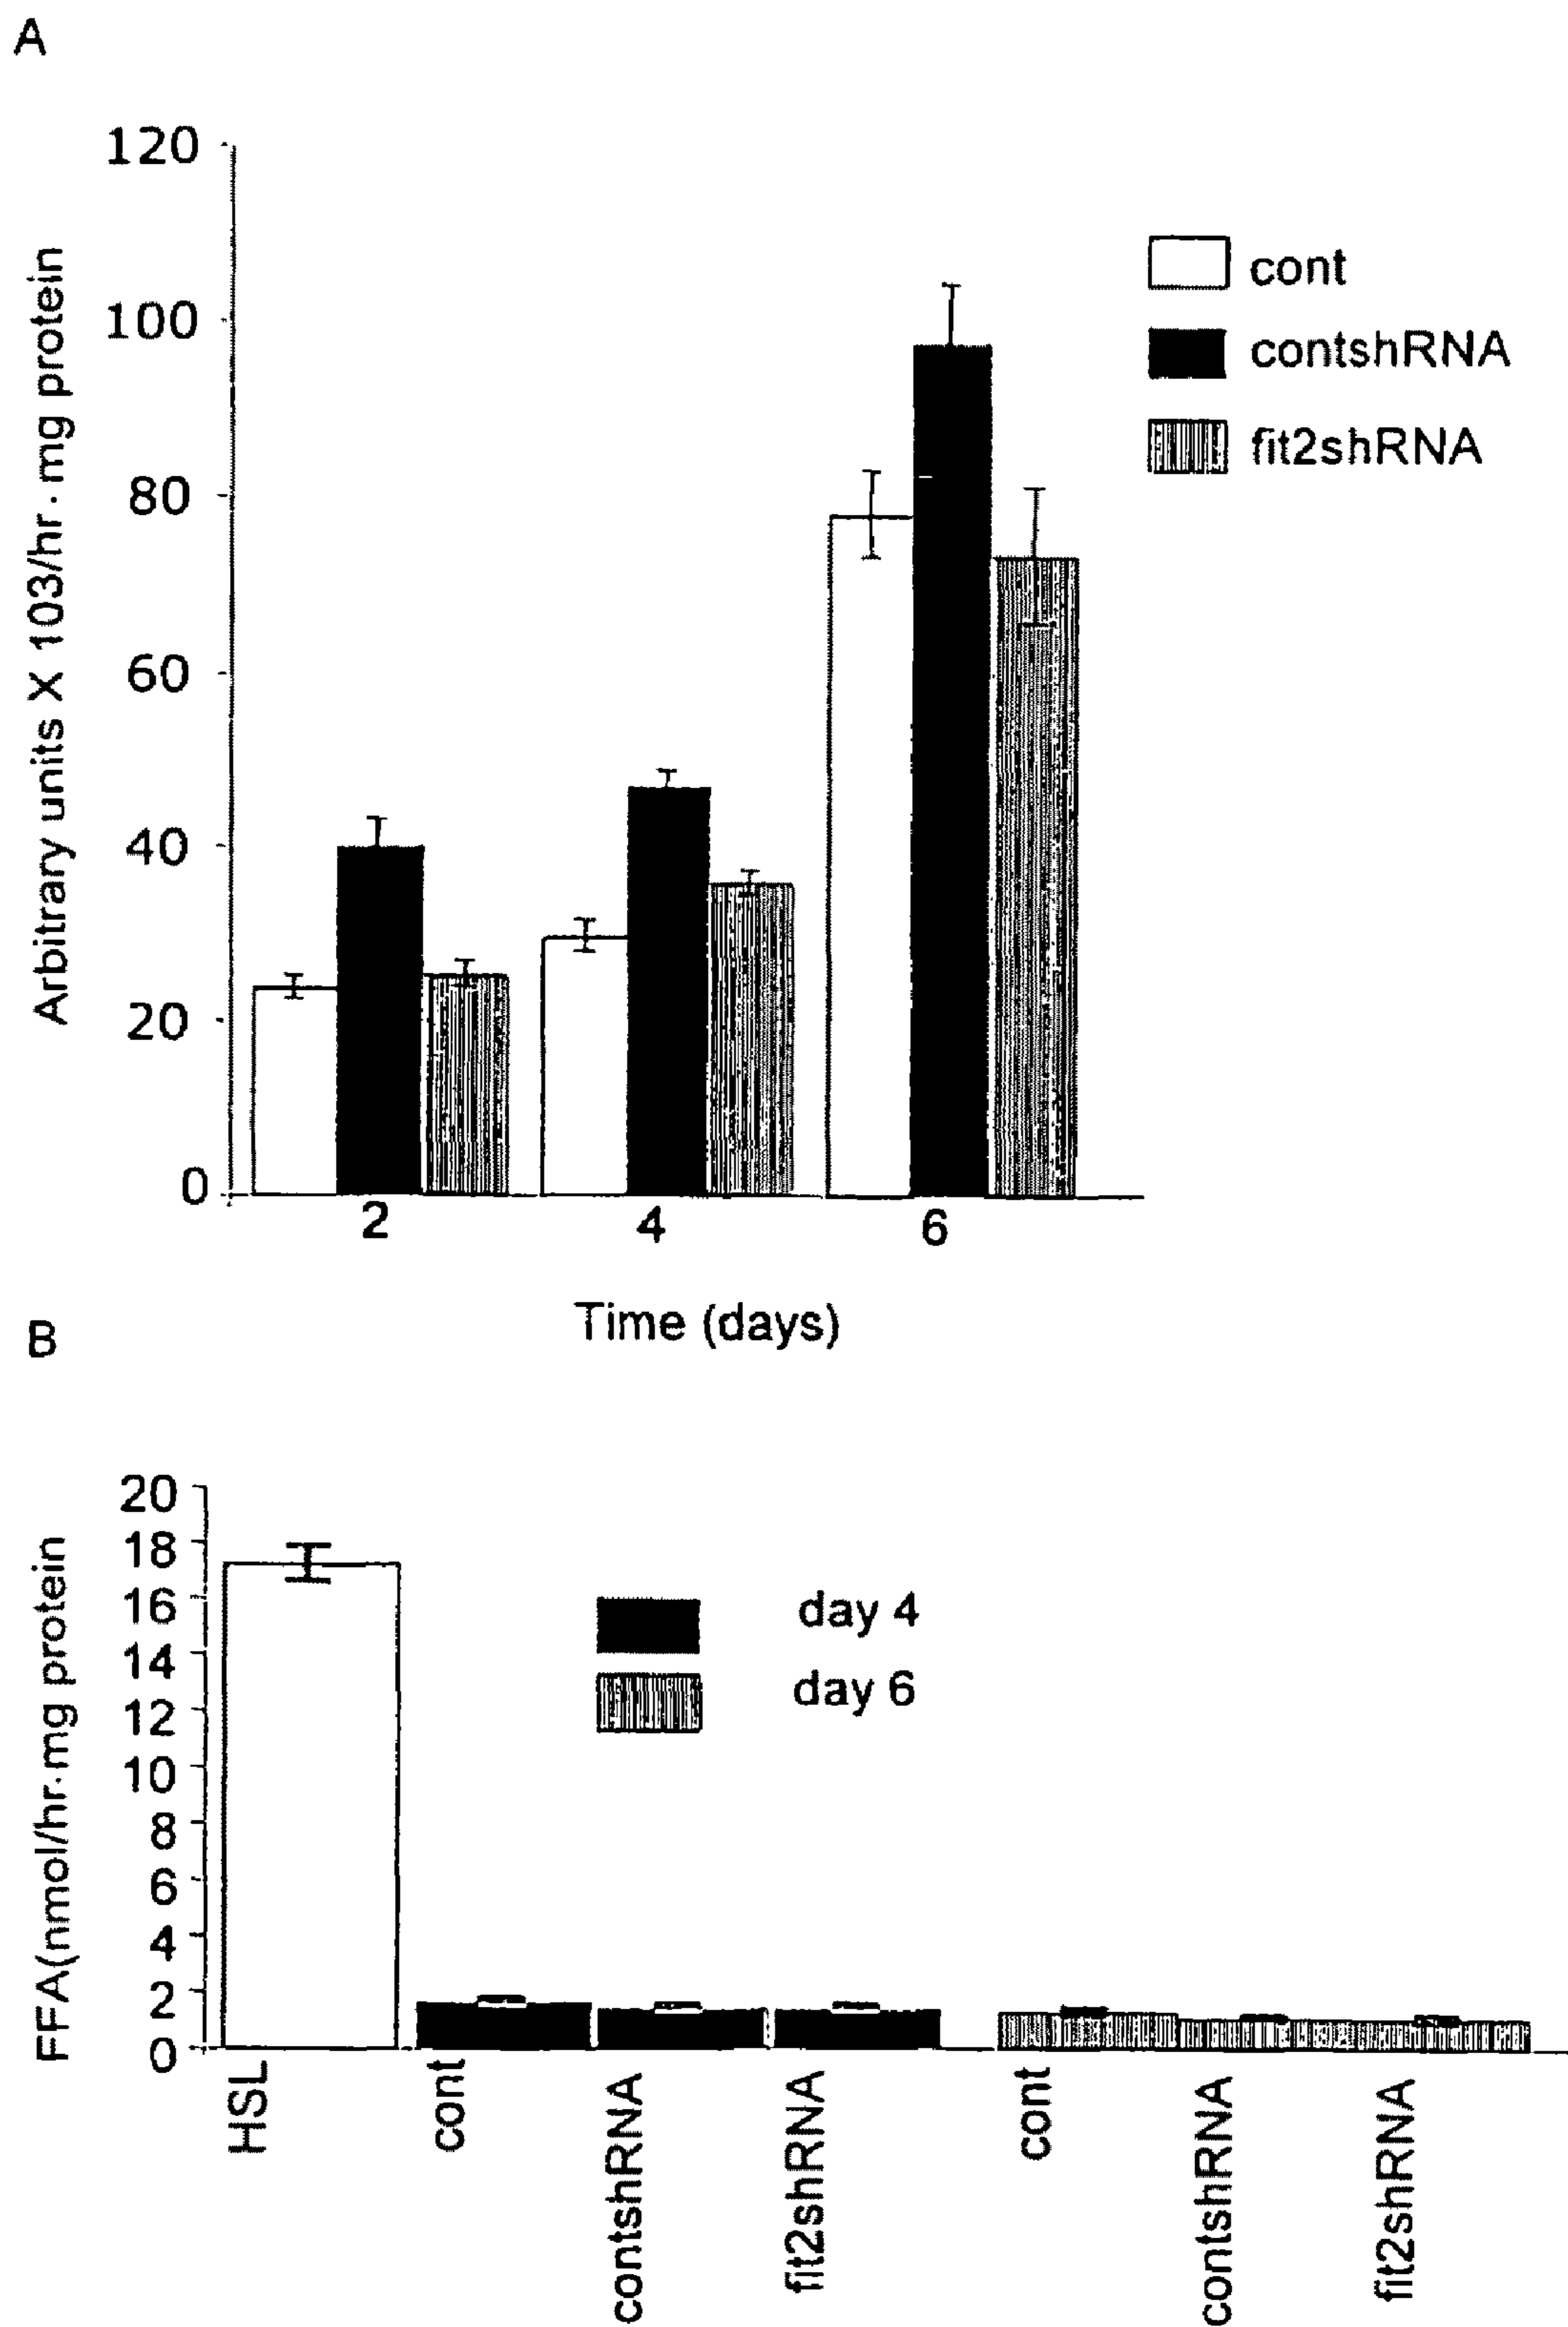 A
120
100
80
60
40
20
0
Arbitrary units X 103/hr · mg protein
cont
contshRNA
fit2shRNA
2 4 6
Time (days)
B
20
18
16
14
12
10
8
6
4
2
0
FFA(nmol/hr·mg protein
day 4
day 6
HSL
cont
contshRNA
fit2shRNA
cont
contshRNA
fit2shRNA